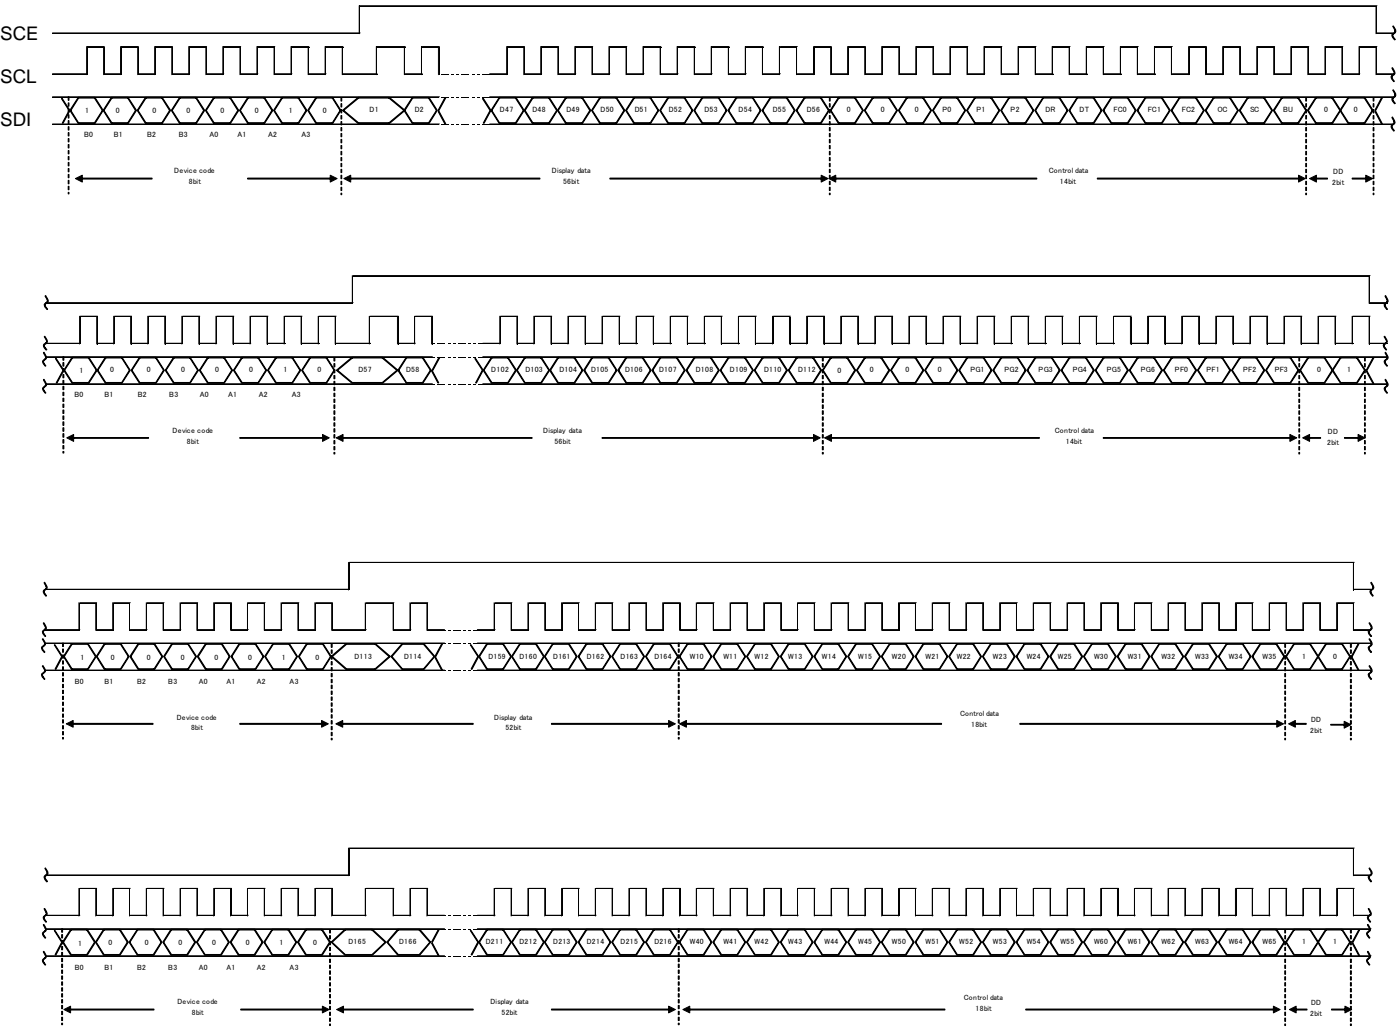 SCE
SCL
SDI
1 0 0 0 0 0 1 0 D1 D2 D47 D48 D49 D50 D51 D52 D53 D54 D55 D56 0 0 0 P0 P1 P2 DR DT FC0 FC1 FC2 OC SC BU 0 0
B0 B1 B2 B3 A0 A1 A2 A3
Device code Display data Control data DD
8bit 56bit 14bit 2bit
1 0 0 0 0 0 1 0 D57 D58 D102 D103 D104 D105 D106 D107 D108 D109 D110 D112 0 0 0 0 PG1 PG2 PG3 PG4 PG5 PG6 PF0 PF1 PF2 PF3 0 1
B0 B1 B2 B3 A0 A1 A2 A3
Device code Display data Control data DD
8bit 56bit 14bit 2bit
1 0 0 0 0 0 1 0 D113 D114 D159 D160 D161 D162 D163 D164 W10 W11 W12 W13 W14 W15 W20 W21 W22 W23 W24 W25 W30 W31 W32 W33 W34 W35 1 0
B0 B1 B2 B3 A0 A1 A2 A3
Device code Display data Control data DD
8bit 52bit 18bit 2bit
1 0 0 0 0 0 1 0 D165 D166 D211 D212 D213 D214 D215 D216 W40 W41 W42 W43 W44 W45 W50 W51 W52 W53 W54 W55 W60 W61 W62 W63 W64 W65 1 1
B0 B1 B2 B3 A0 A1 A2 A3
Device code Display data Control data DD
8bit 52bit 18bit 2bit